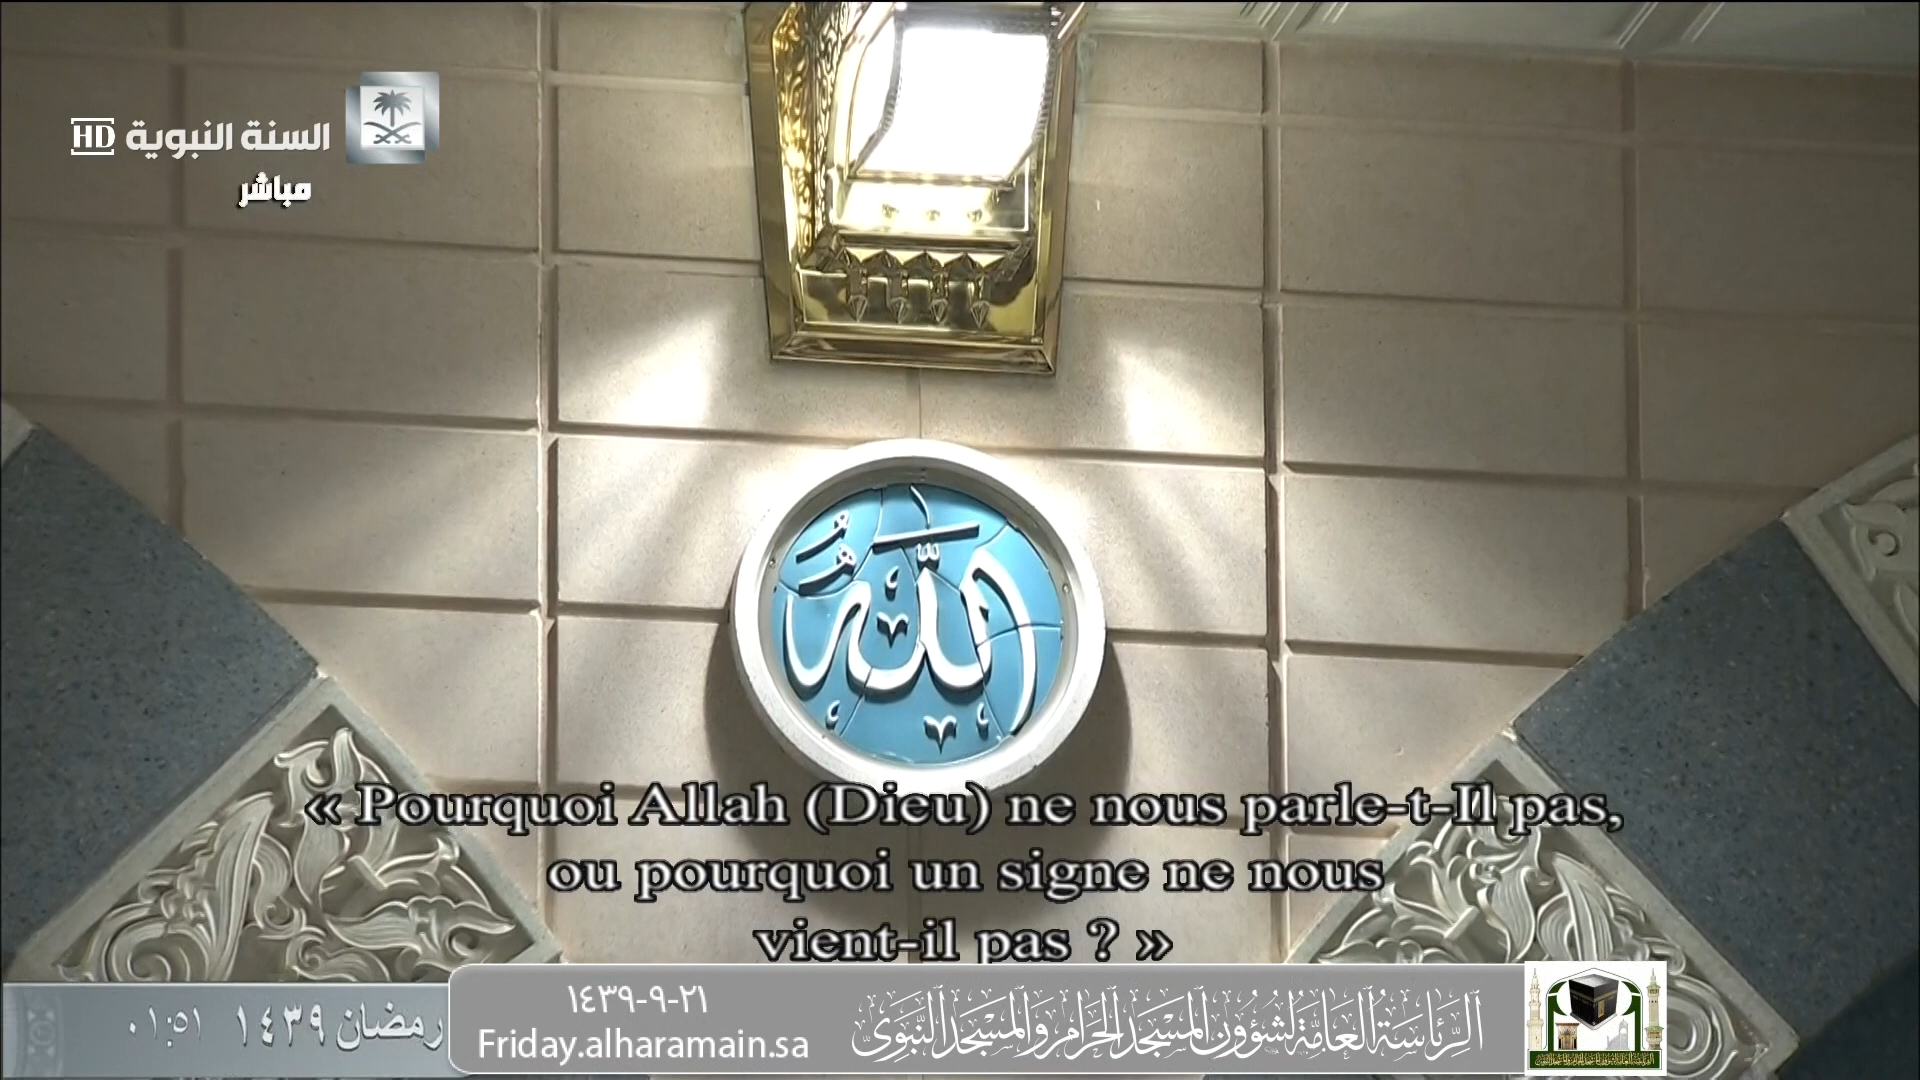 السنة النبوية HD
مباشر
اللّٰهُ
« Pourquoi Allah (Dieu) ne nous parle-t-Il pas,
ou pourquoi un signe ne nous
vient-il pas ? »
رمضان ١٤٣٩ ٠١:٥١
٢١-٩-١٤٣٩
Friday.alharamain.sa
الرئاسة العامة لشؤون المسجد الحرام والمسجد النبوي